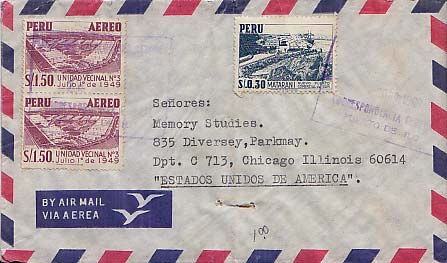 PERU AEREO
S/1.50 UNIDAD VECINAL Nº3
Julio 1º de 1949
PERU AEREO
S/1.50 UNIDAD VECINAL Nº3
Julio 1º de 1949
PERU
S/O.30 MATARANI
Señores:
Memory Studies.
835 Diversey,Parkmay.
Dpt. C 713, Chicago Illinois 60614
"ESTADOS UNIDOS DE AMERICA".
BY AIR MAIL
VIA AEREA
1.00